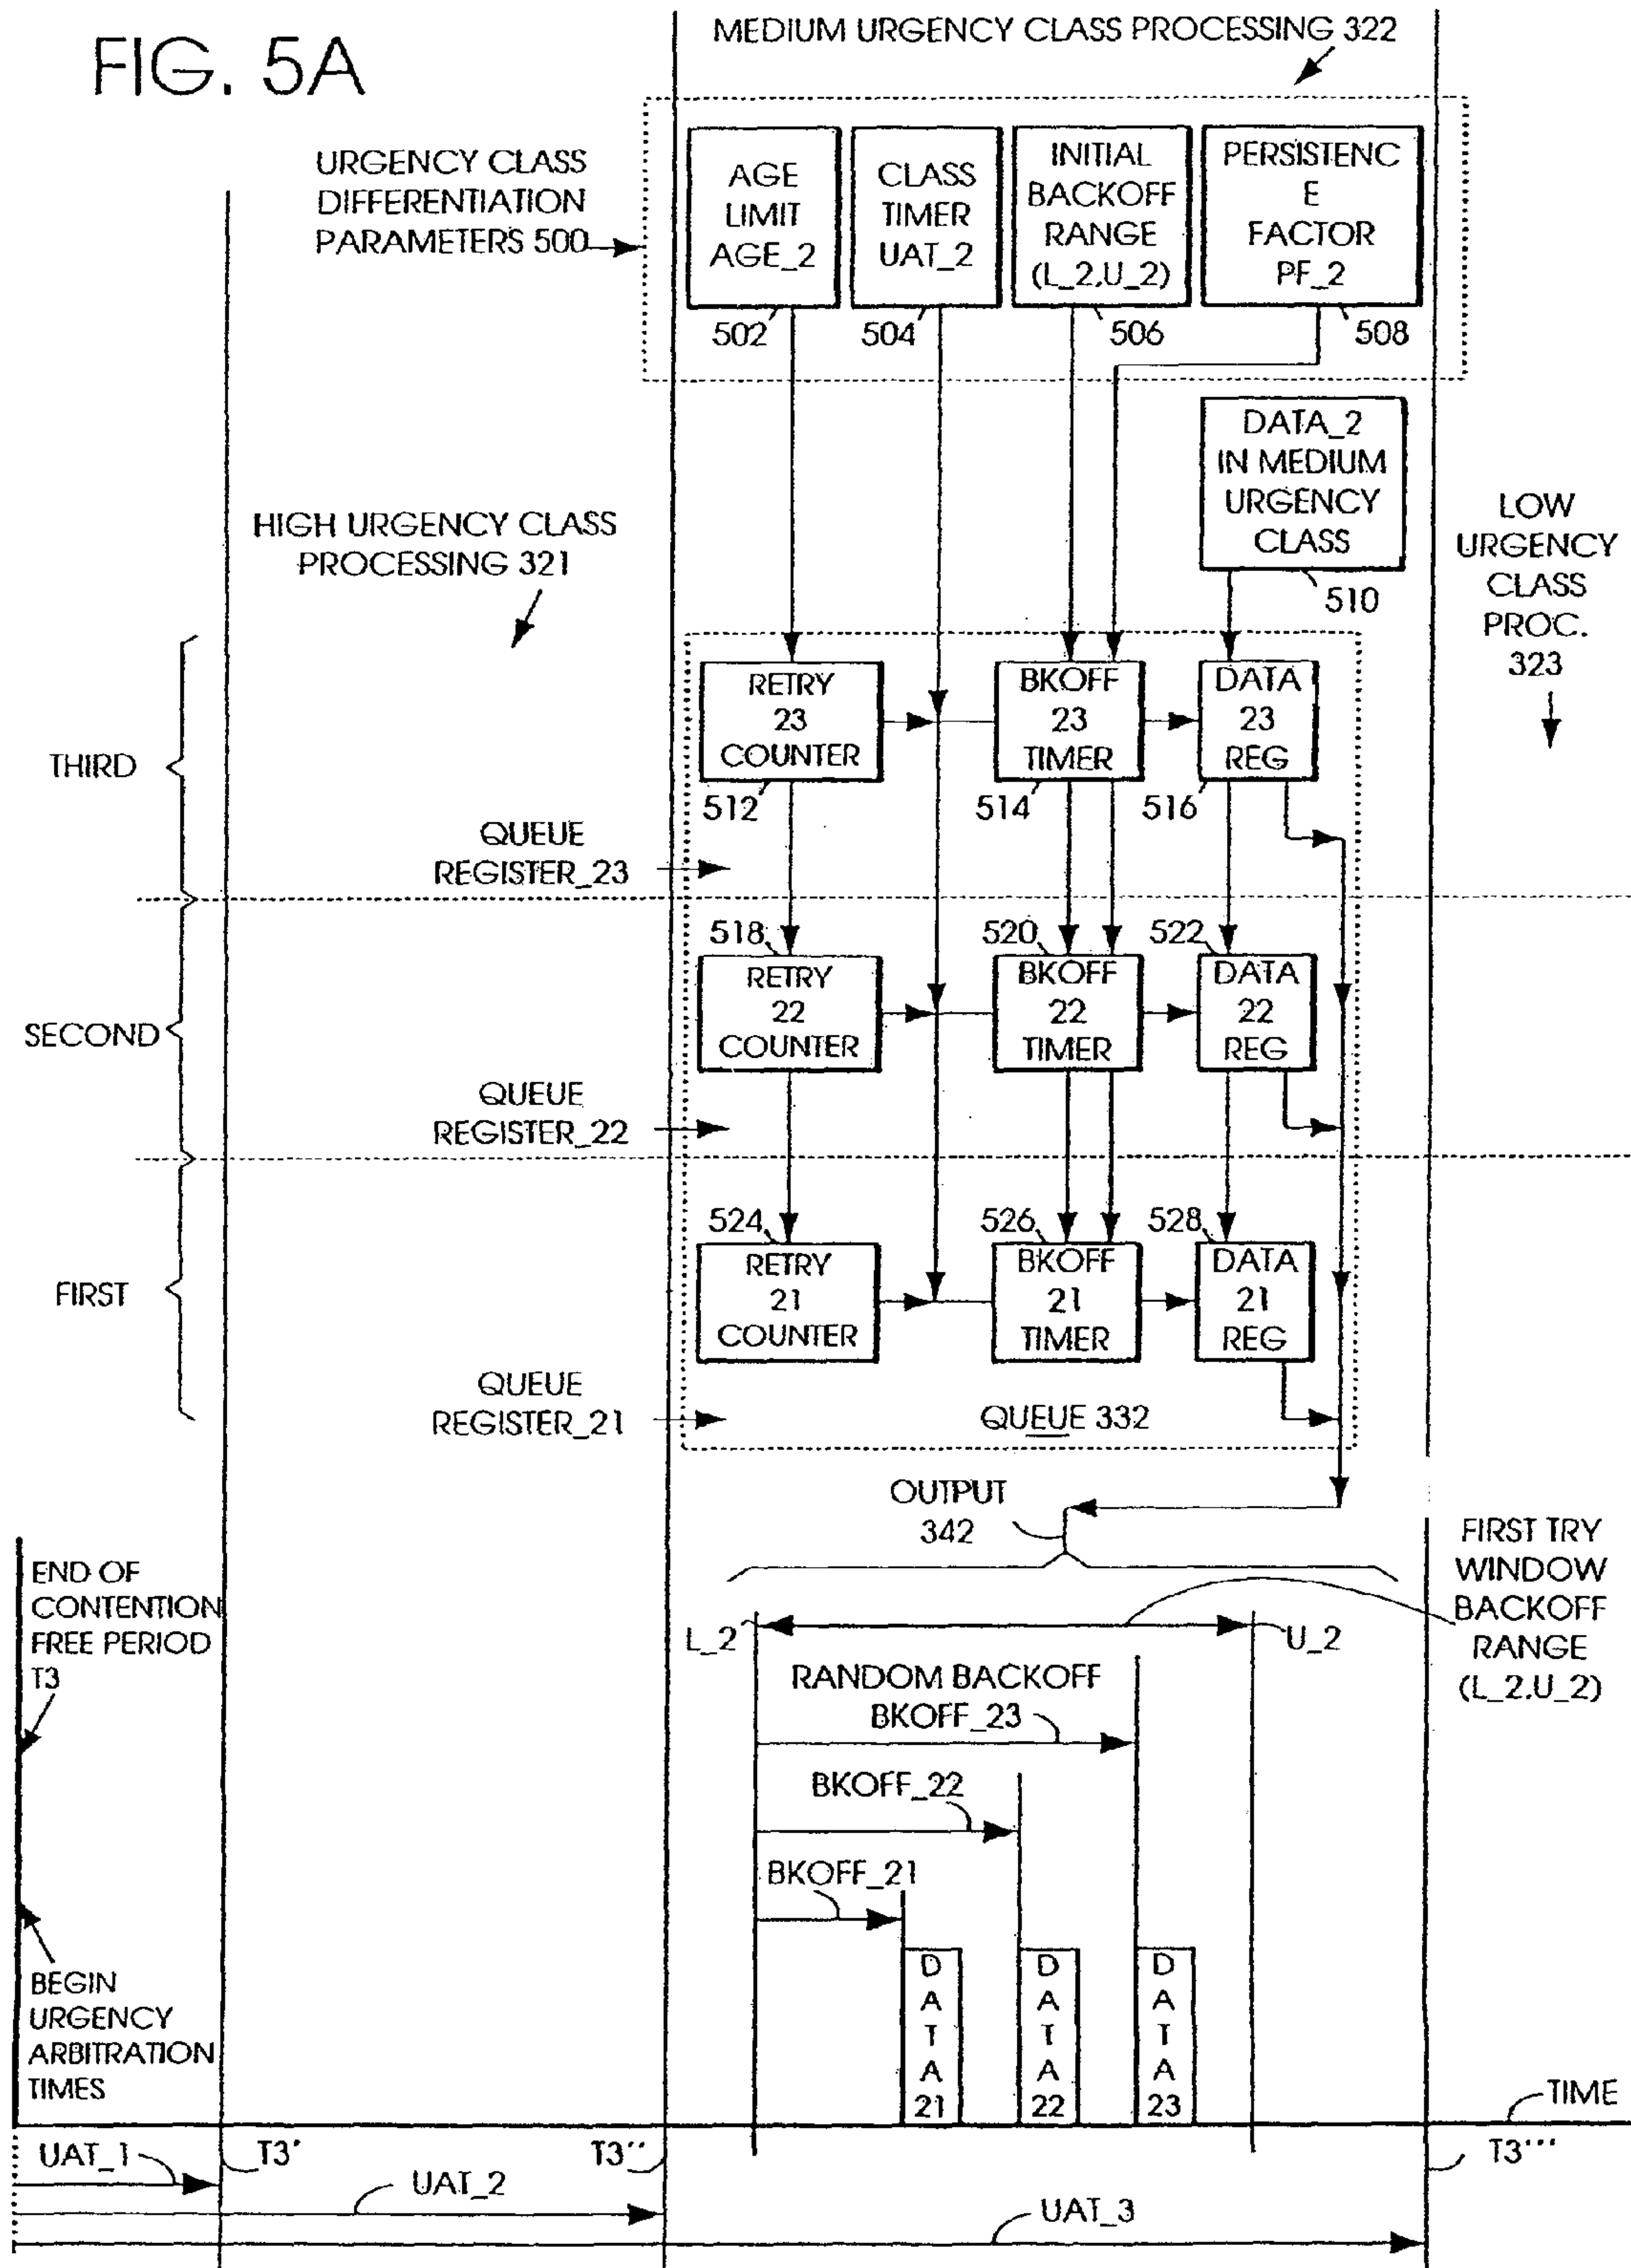 FIG. 5A
MEDIUM URGENCY CLASS PROCESSING 322
URGENCY CLASS
DIFFERENTIATION
PARAMETERS 500
AGE
LIMIT
AGE_2
502
CLASS
TIMER
UAT_2
504
INITIAL
BACKOFF
RANGE
(L_2,U_2)
506
PERSISTENC
E
FACTOR
PF_2
508
DATA_2
IN MEDIUM
URGENCY
CLASS
510
HIGH URGENCY CLASS
PROCESSING 321
LOW
URGENCY
CLASS
PROC.
323
THIRD
RETRY
23
COUNTER
512
BKOFF
23
TIMER
514
DATA
23
REG
516
QUEUE
REGISTER_23
SECOND
518
RETRY
22
COUNTER
520
BKOFF
22
TIMER
522
DATA
22
REG
QUEUE
REGISTER_22
FIRST
524
RETRY
21
COUNTER
526
BKOFF
21
TIMER
528
DATA
21
REG
QUEUE
REGISTER_21
QUEUE 332
OUTPUT
342
FIRST TRY
WINDOW
BACKOFF
RANGE
(L_2,U_2)
END OF
CONTENTION
FREE PERIOD
T3
L_2
U_2
RANDOM BACKOFF
BKOFF_23
BKOFF_22
BKOFF_21
BEGIN
URGENCY
ARBITRATION
TIMES
DATA 21
DATA 22
DATA 23
TIME
UAT_1
T3'
T3''
T3'''
UAT_2
UAT_3